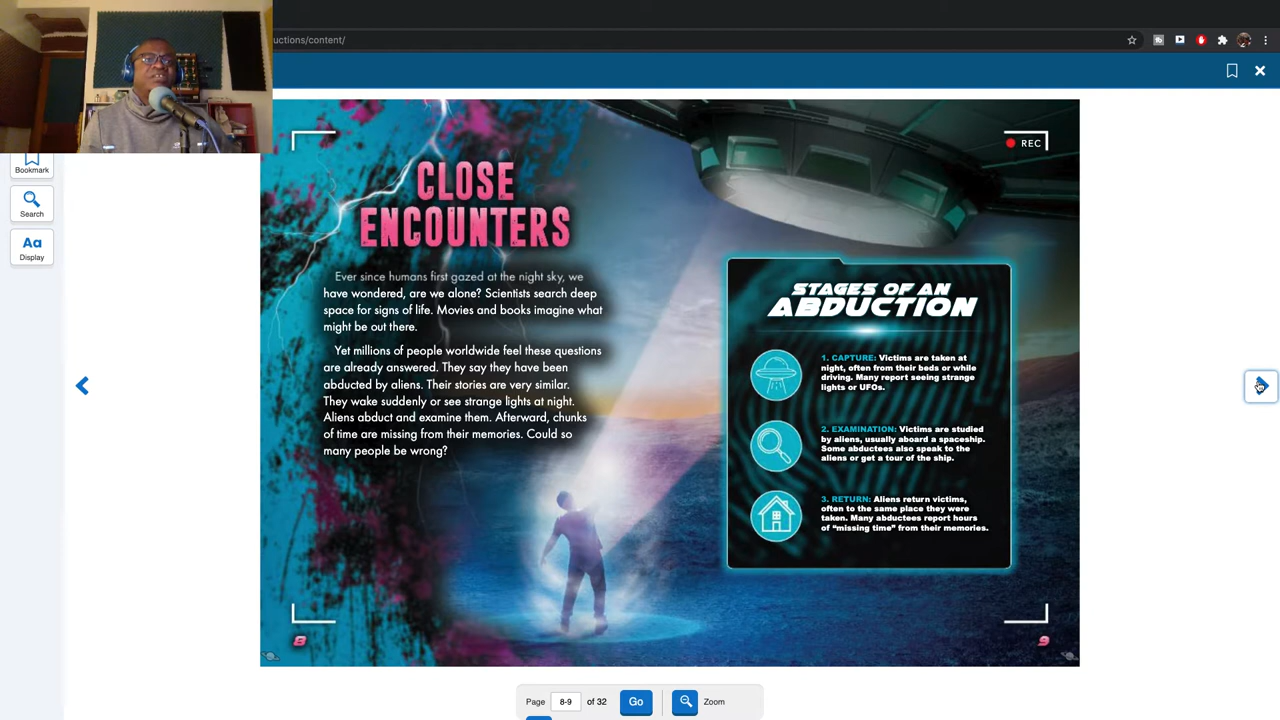 uctions/content/
Bookmark
Search
Aa
Display
REC
CLOSE
ENCOUNTERS
Ever since humans first gazed at the night sky, we
have wondered, are we alone? Scientists search deep
space for signs of life. Movies and books imagine what
might be out there.
Yet millions of people worldwide feel these questions
are already answered. They say they have been
abducted by aliens. Their stories are very similar.
They wake suddenly or see strange lights at night.
Aliens abduct and examine them. Afterward, chunks
of time are missing from their memories. Could so
many people be wrong?
8
STAGES OF AN
ABDUCTION
1. CAPTURE: Victims are taken at
night, often from their beds or while
driving. Many report seeing strange
lights or UFOs.
2. EXAMINATION: Victims are studied
by aliens, usually aboard a spaceship.
Some abductees also speak to the
aliens or get a tour of the ship.
3. RETURN: Aliens return victims,
often to the same place they were
taken. Many abductees report hours
of “missing time” from their memories.
9
Page 8-9 of 32 Go Zoom